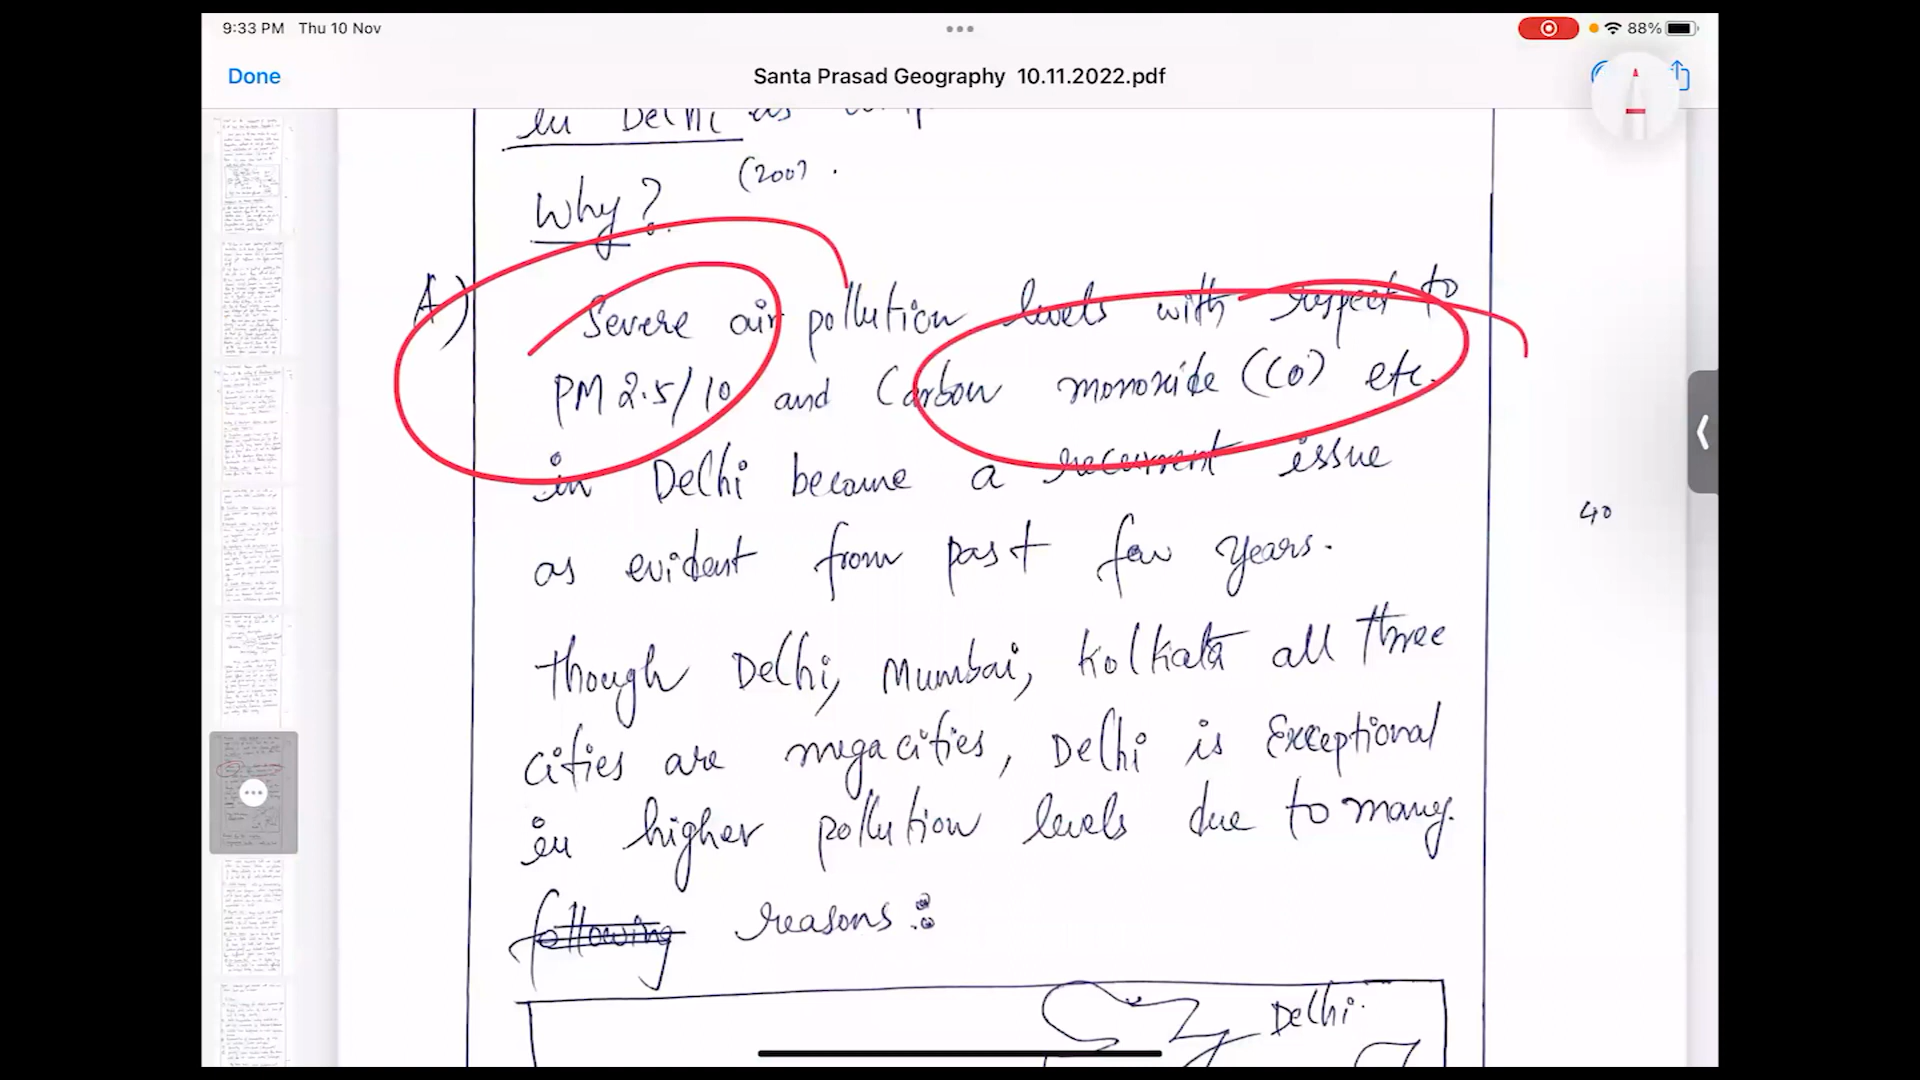 9:33 PM Thu 10 Nov
88%
Done
Santa Prasad Geography 10.11.2022.pdf
in Delhi as
Why? (200).
A) Severe air pollution levels with respect to
PM 2.5/10 and Carbon monoxide (CO) etc.
in Delhi became a recurrent issue
40
as evident from past few years.
Though Delhi, Mumbai, Kolkata all three
cities are megacities, Delhi is Exceptional
in higher pollution levels due to many.
following reasons:
Delhi.